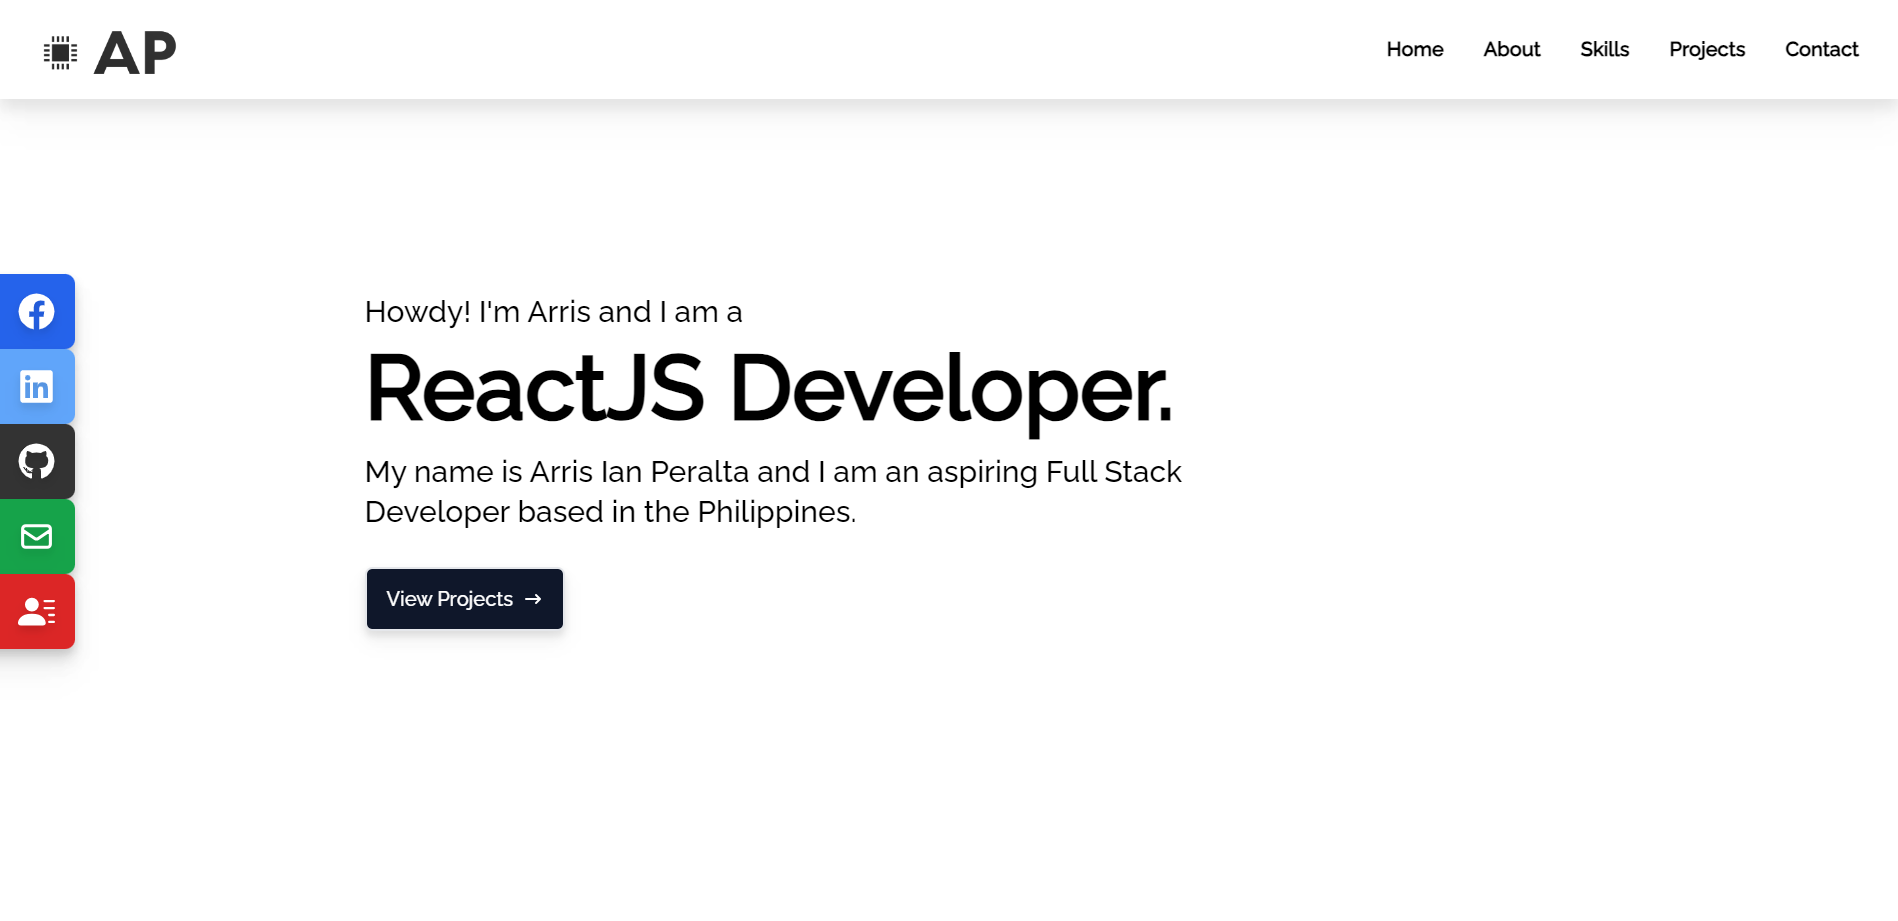 AP
Home About Skills Projects Contact
Howdy! I'm Arris and I am a
ReactJS Developer.
My name is Arris Ian Peralta and I am an aspiring Full Stack
Developer based in the Philippines.
View Projects